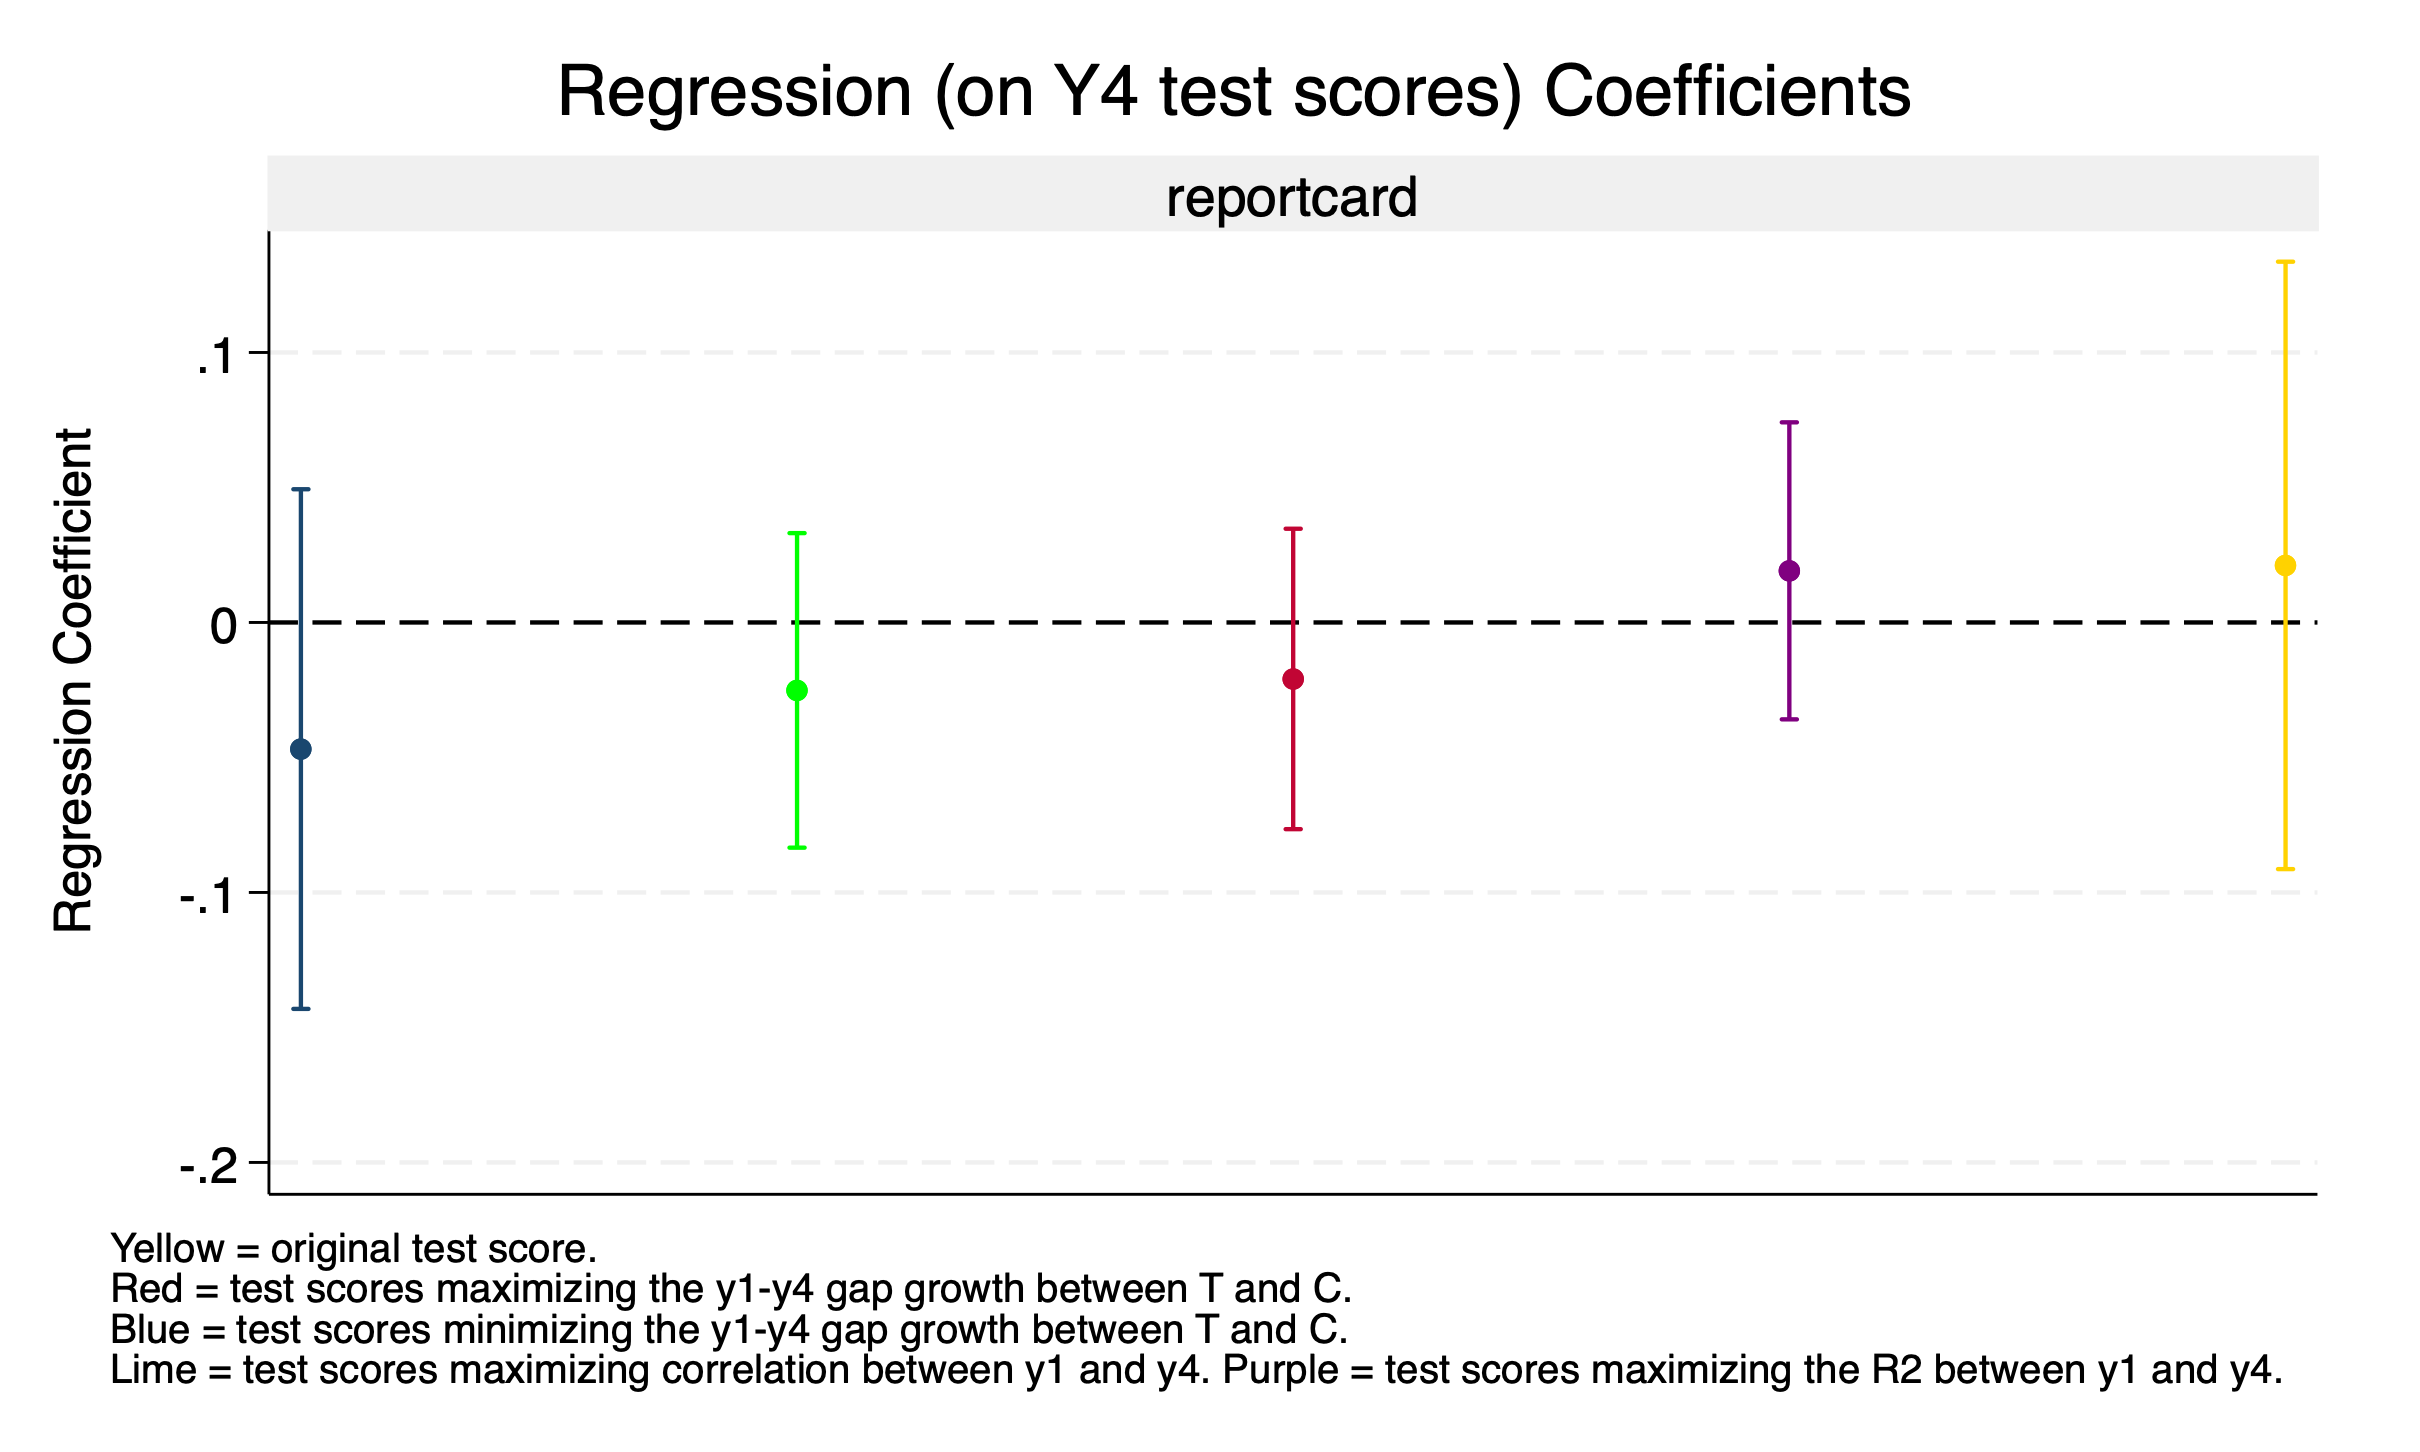 Regression (on Y4 test scores) Coefficients
reportcard
Regression Coefficient
.1
0
-.1
-.2
Yellow = original test score.
Red = test scores maximizing the y1-y4 gap growth between T and C.
Blue = test scores minimizing the y1-y4 gap growth between T and C.
Lime = test scores maximizing correlation between y1 and y4. Purple = test scores maximizing the R2 between y1 and y4.